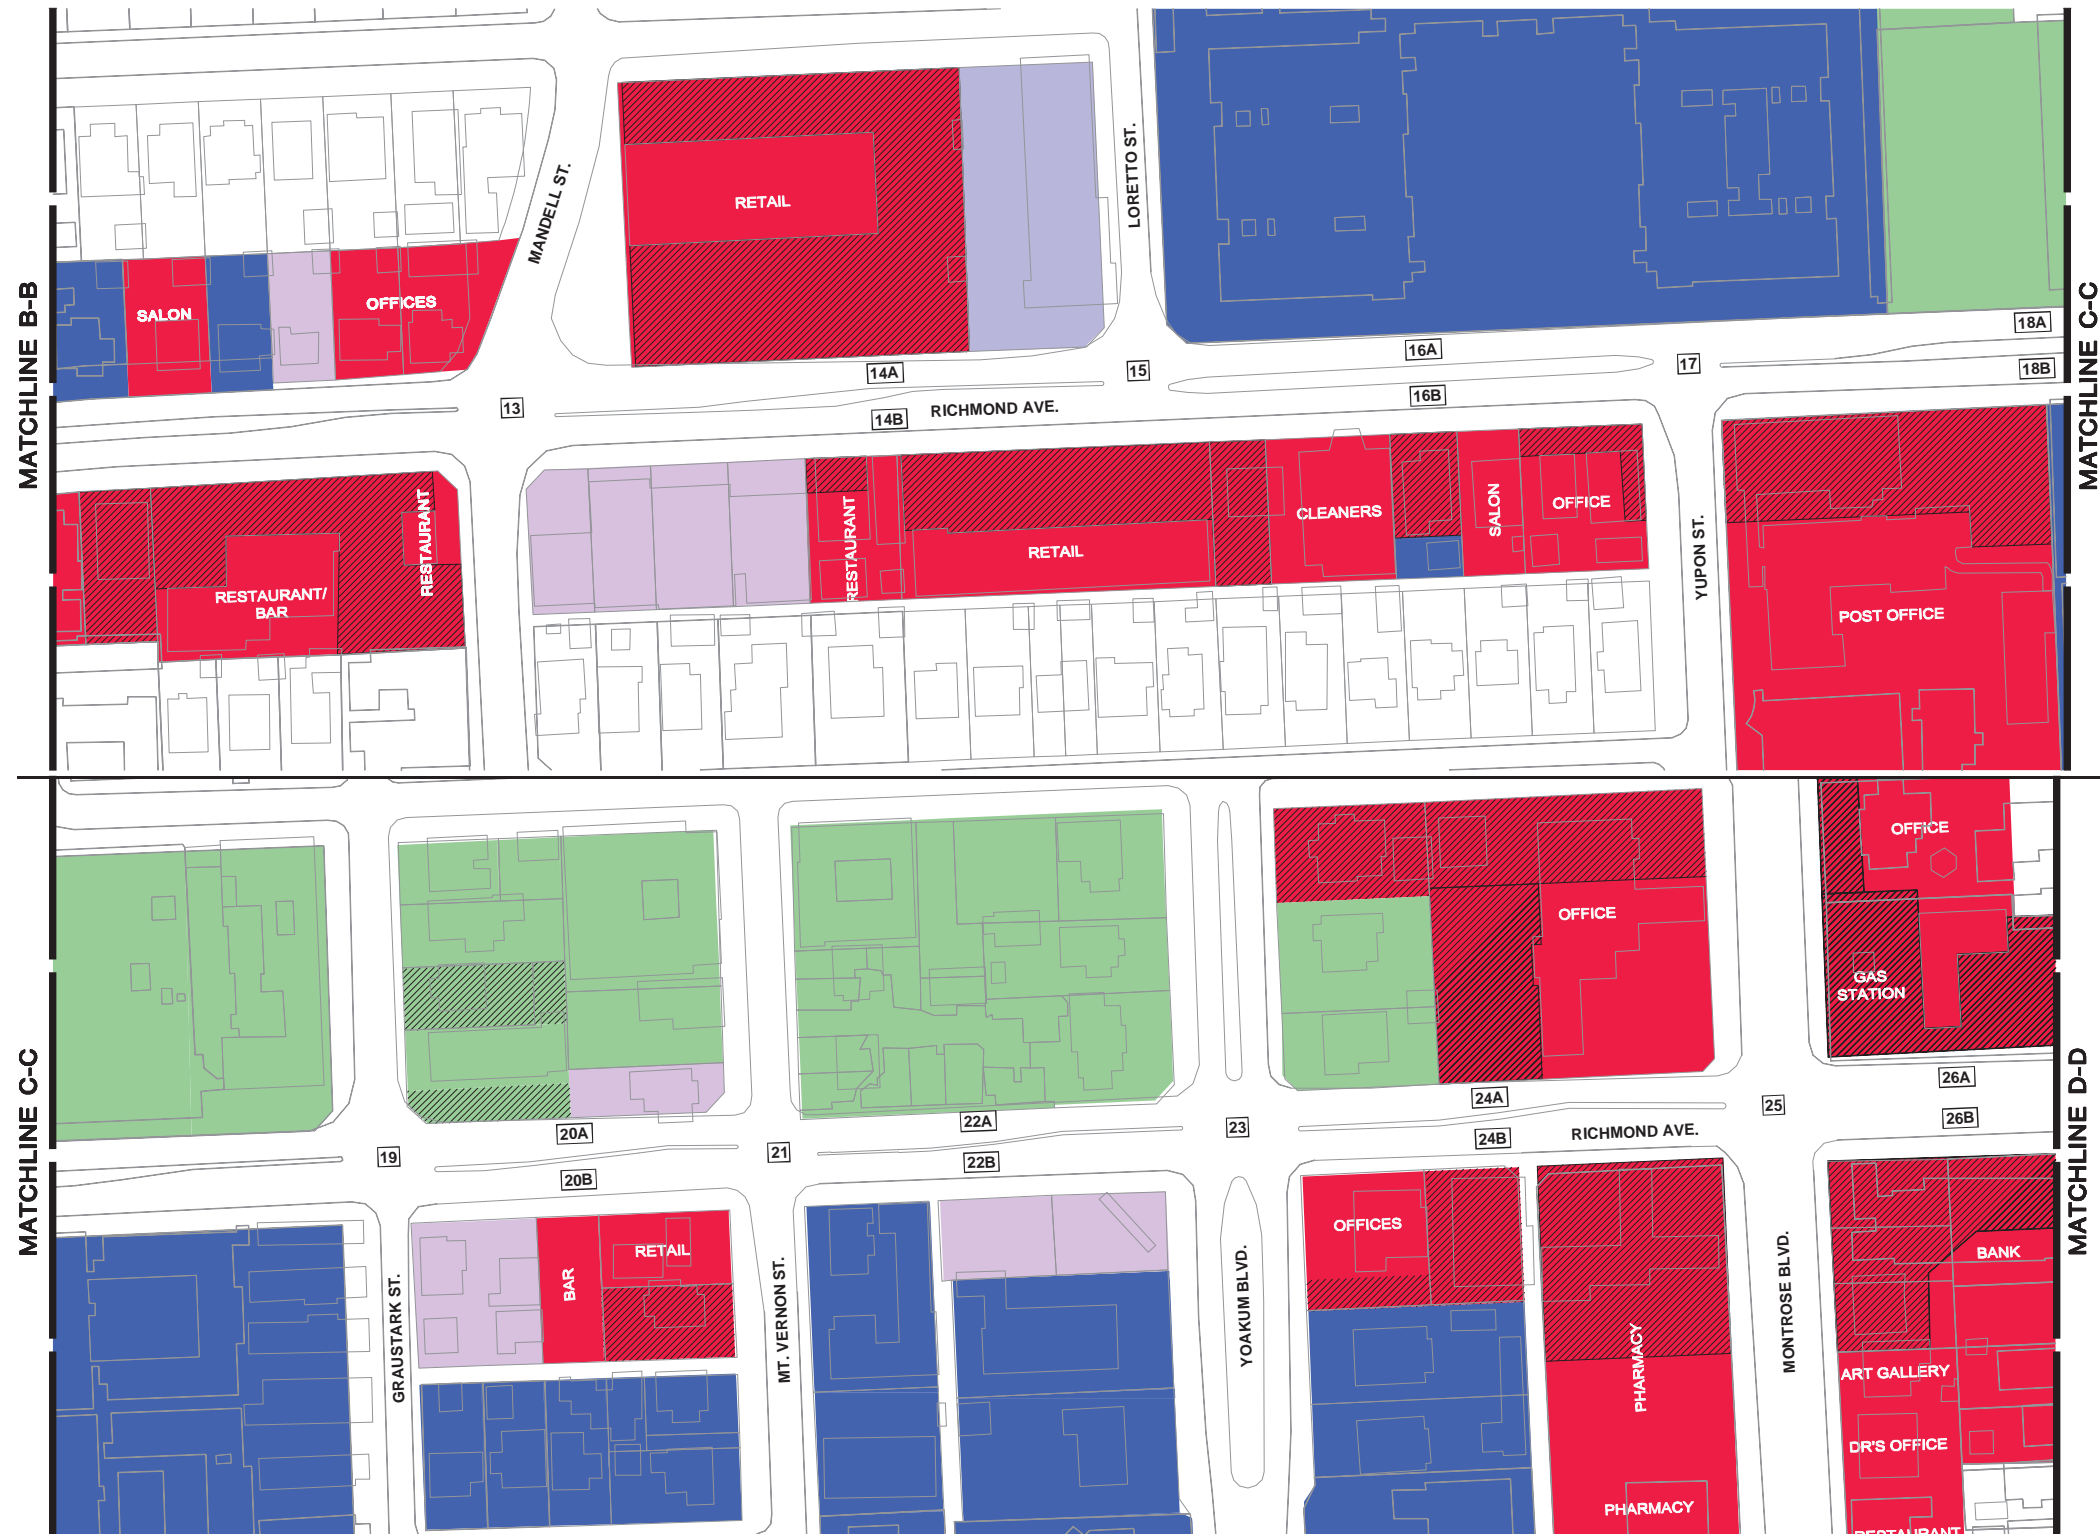 MATCHLINE B-B
MANDELL ST.
RETAIL
LORETTO ST.
SALON
OFFICES
MATCHLINE C-C
18A
16A
17
18B
15
14A
16B
13
RICHMOND AVE.
14B
RESTAURANT
RESTAURANT/
BAR
RESTAURANT
RETAIL
CLEANERS
SALON
OFFICE
YUPON ST.
POST OFFICE
MATCHLINE C-C
OFFICE
OFFICE
GAS
STATION
MATCHLINE D-D
26A
24A
25
22A
26B
20A
23
24B
RICHMOND AVE.
19
21
22B
20B
GRAUSTARK ST.
BAR
RETAIL
MT. VERNON ST.
YOAKUM BLVD.
OFFICES
PHARMACY
MONTROSE BLVD.
BANK
ART GALLERY
DR'S OFFICE
PHARMACY
RESTAURANT